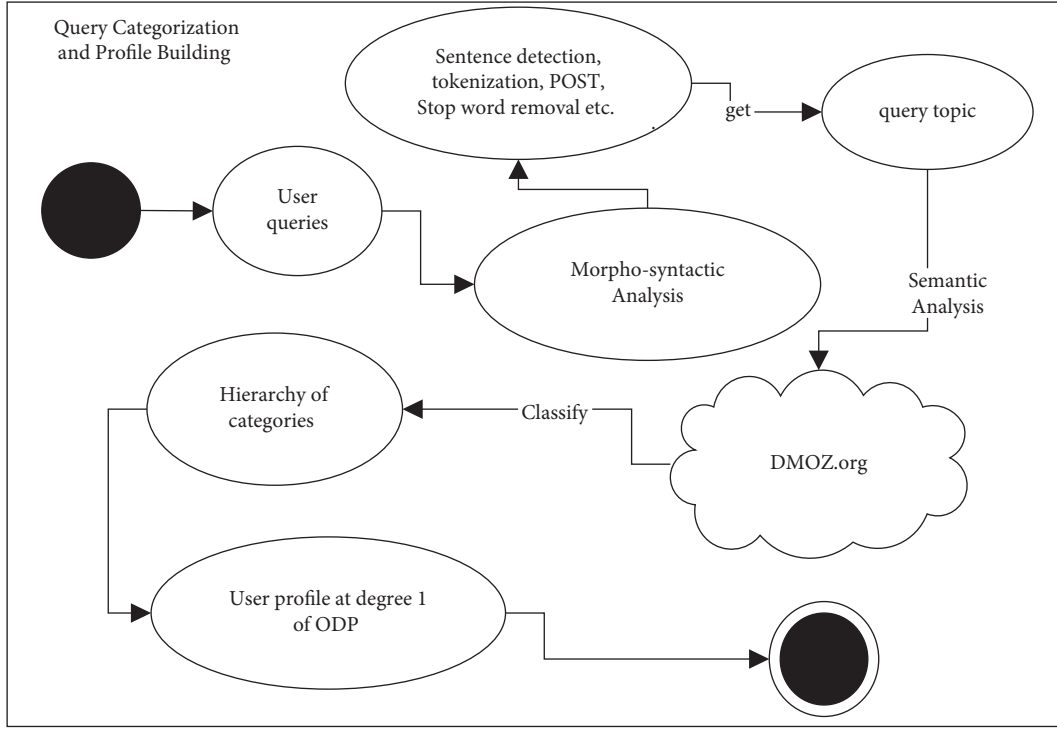 Query Categorization
and Profile Building
Sentence detection,
tokenization, POST,
Stop word removal etc.
get
query topic
User
queries
Morpho-syntactic
Analysis
Semantic
Analysis
Hierarchy of
categories
Classify
DMOZ.org
User profile at degree 1
of ODP